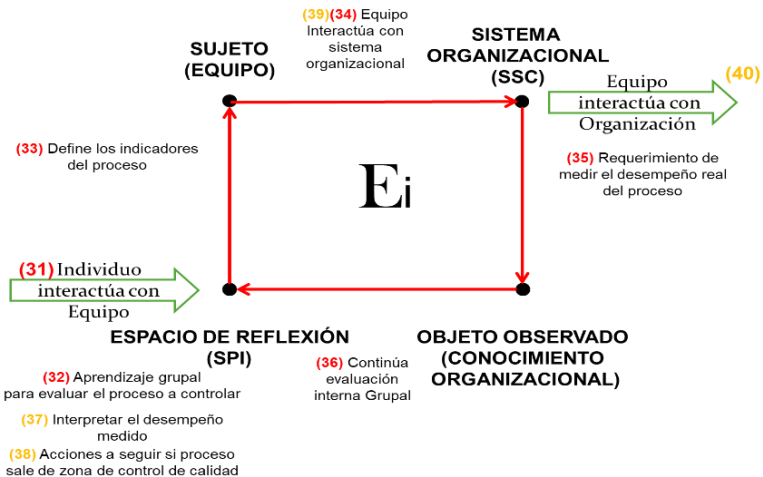 (39)(34) Equipo
Interactúa con
sistema
organizacional
SUJETO
(EQUIPO)
SISTEMA
ORGANIZACIONAL
(SSC)
(40)
Equipo
interactúa con
Organización
(33) Define los indicadores
del proceso
Ei
(35) Requerimiento de
medir el desempeño real
del proceso
(31) Individuo
interactúa con
Equipo
ESPACIO DE REFLEXIÓN
(SPI)
OBJETO OBSERVADO
(CONOCIMIENTO
ORGANIZACIONAL)
(32) Aprendizaje grupal
para evaluar el proceso a controlar
(36) Continúa
evaluación
interna Grupal
(37) Interpretar el desempeño
medido
(38) Acciones a seguir si proceso
sale de zona de control de calidad